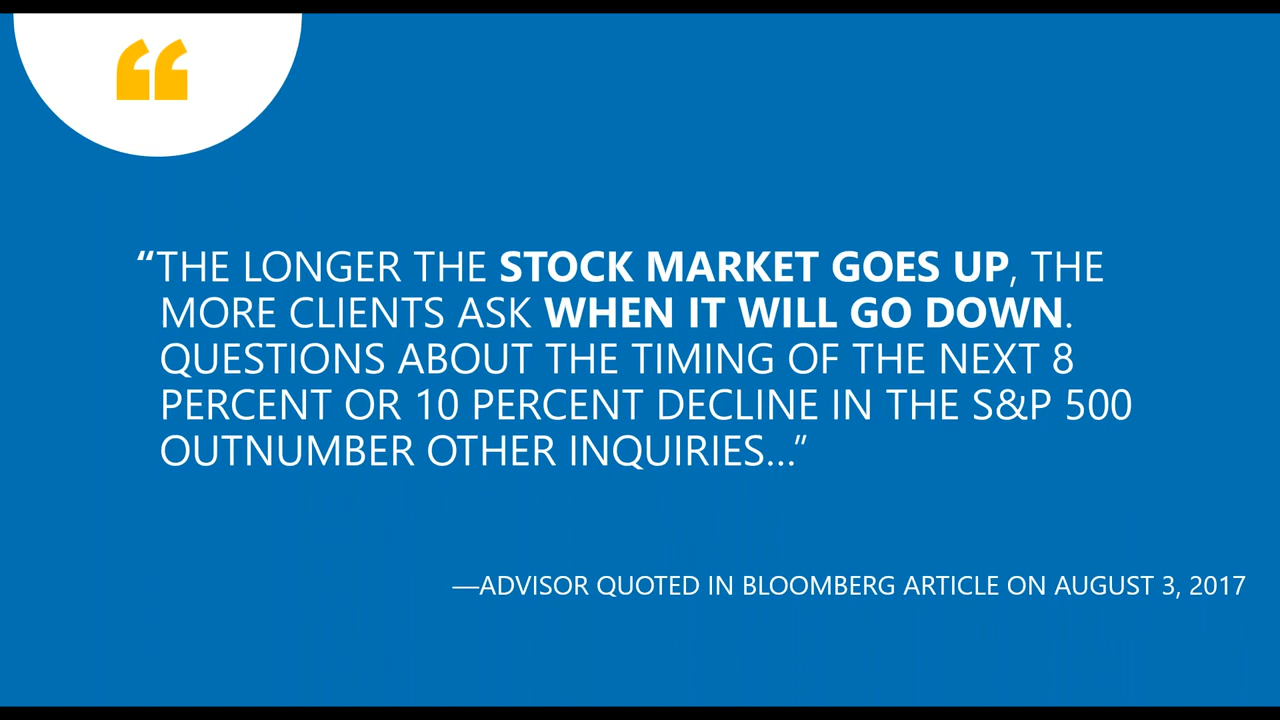 “THE LONGER THE STOCK MARKET GOES UP, THE
MORE CLIENTS ASK WHEN IT WILL GO DOWN.
QUESTIONS ABOUT THE TIMING OF THE NEXT 8
PERCENT OR 10 PERCENT DECLINE IN THE S&P 500
OUTNUMBER OTHER INQUIRIES…”
—ADVISOR QUOTED IN BLOOMBERG ARTICLE ON AUGUST 3, 2017